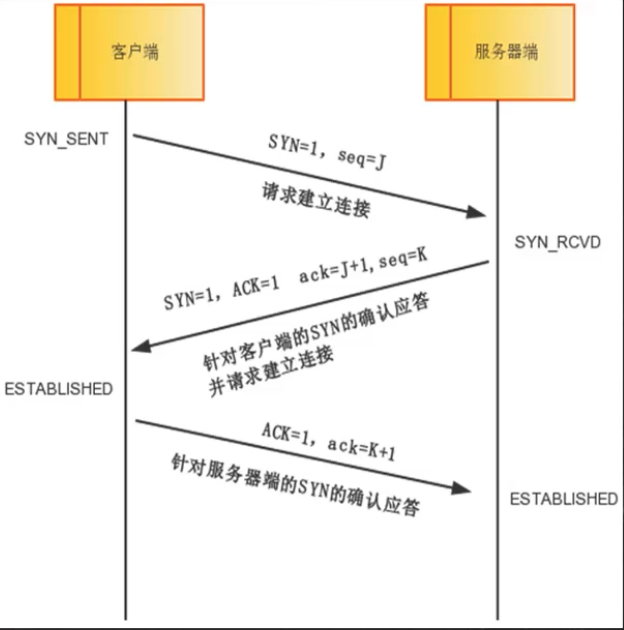 客户端
服务器端
SYN_SENT
SYN=1, seq=J
请求建立连接
SYN_RCVD
SYN=1, ACK=1 ack=J+1,seq=K
针对客户端的SYN的确认应答
并请求建立连接
ESTABLISHED
ACK=1, ack=K+1
针对服务器端的SYN的确认应答
ESTABLISHED